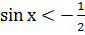 sin x < −1/2